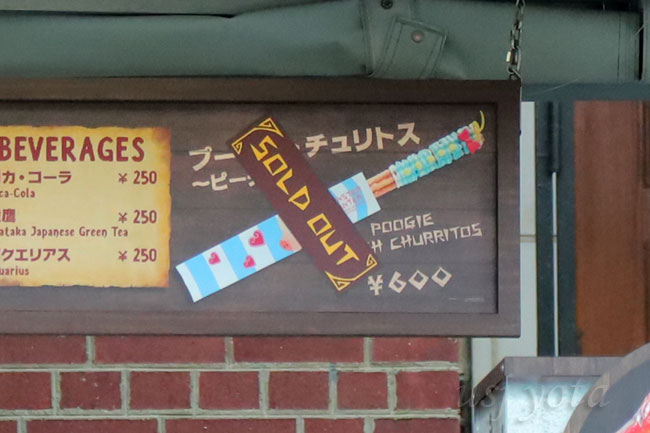 BEVERAGES
カ・コーラ ¥250
ca-Cola
鷹 ¥250
ataka Japanese Green Tea
クエリアス ¥250
uarius
プー・チュリトス
～ピー
SOLD OUT
POOGIE
H CHURRITOS
¥600